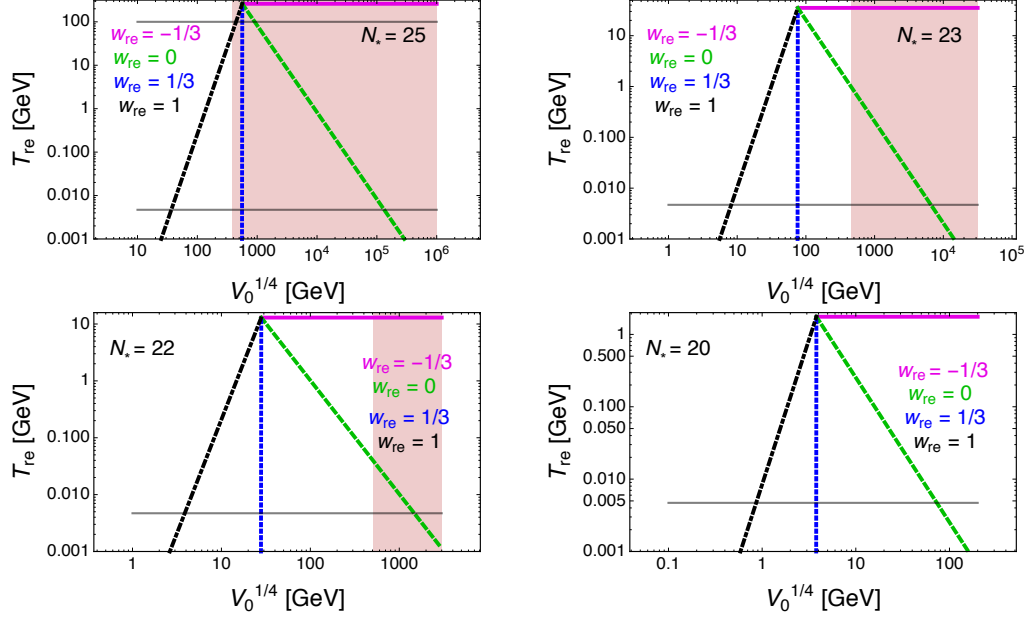 100
10
1
0.100
0.010
0.001
T_re [GeV]
w_re = −1/3
w_re = 0
w_re = 1/3
w_re = 1
N_* = 25
1 10 100 1000 10^4 10^5 10^6
V_0^1/4 [GeV]
10
1
0.100
0.010
0.001
T_re [GeV]
w_re = −1/3
w_re = 0
w_re = 1/3
w_re = 1
N_* = 23
1 10 100 1000 10^4 10^5
V_0^1/4 [GeV]
10
1
0.100
0.010
0.001
T_re [GeV]
N_* = 22
w_re = −1/3
w_re = 0
w_re = 1/3
w_re = 1
1 10 100 1000
V_0^1/4 [GeV]
1
0.500
0.100
0.050
0.010
0.005
0.001
T_re [GeV]
N_* = 20
w_re = −1/3
w_re = 0
w_re = 1/3
w_re = 1
0.1 1 10 100
V_0^1/4 [GeV]